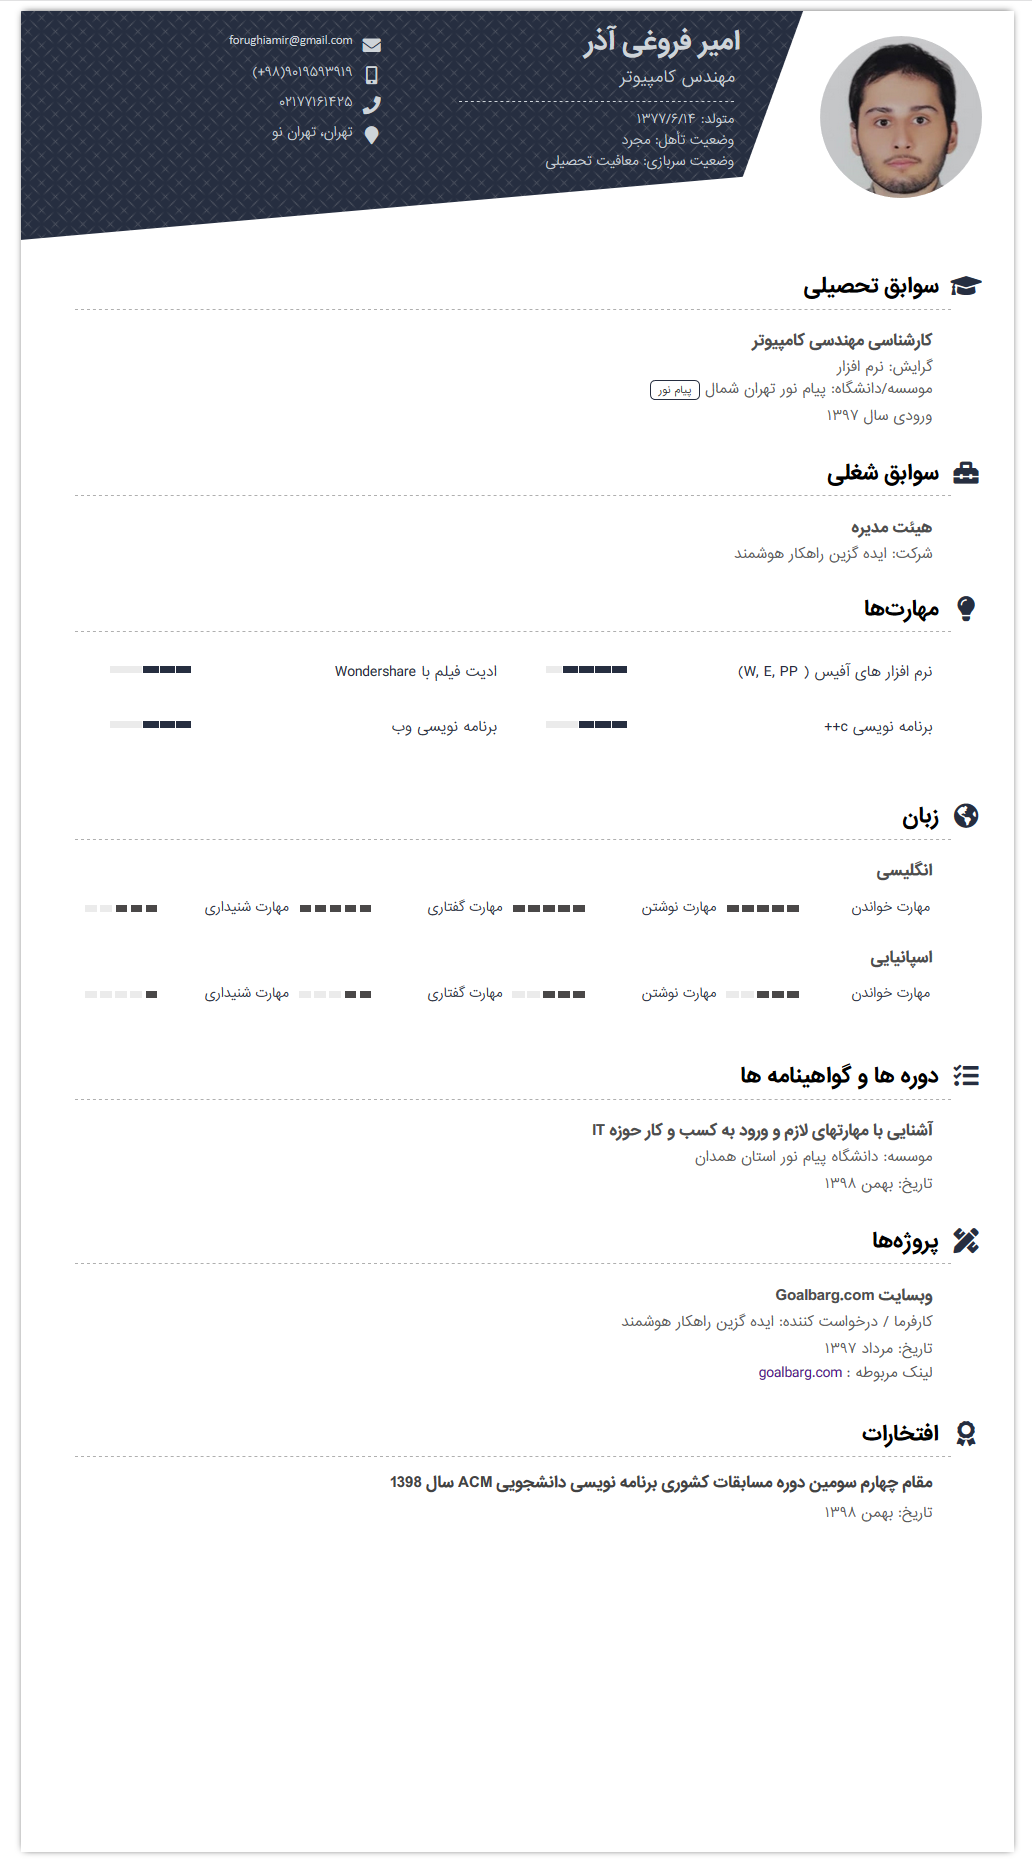 امیر فروغی آذر
مهندس کامپیوتر
متولد: ۱۳۷۷/۶/۱۴
وضعیت تأهل: مجرد
وضعیت سربازی: معافیت تحصیلی
forughiamir@gmail.com
(+۹۸)۹۰۱۹۵۹۳۹۱۹
۰۲۱۷۷۱۶۱۴۲۵
تهران، تهران نو
سوابق تحصیلی
کارشناسی مهندسی کامپیوتر
گرایش: نرم افزار
موسسه/دانشگاه: پیام نور تهران شمال پیام نور
ورودی سال ۱۳۹۷
سوابق شغلی
هیئت مدیره
شرکت: ایده گزین راهکار هوشمند
مهارت‌ها
نرم افزار های آفیس ( W, E, PP)
ادیت فیلم با Wondershare
برنامه نویسی c++
برنامه نویسی وب
زبان
انگلیسی
مهارت خواندن مهارت نوشتن مهارت گفتاری مهارت شنیداری
اسپانیایی
مهارت خواندن مهارت نوشتن مهارت گفتاری مهارت شنیداری
دوره ها و گواهینامه ها
آشنایی با مهارتهای لازم و ورود به کسب و کار حوزه IT
موسسه: دانشگاه پیام نور استان همدان
تاریخ: بهمن ۱۳۹۸
پروژه‌ها
وبسایت Goalbarg.com
کارفرما / درخواست کننده: ایده گزین راهکار هوشمند
تاریخ: مرداد ۱۳۹۷
لینک مربوطه : goalbarg.com
افتخارات
مقام چهارم سومین دوره مسابقات کشوری برنامه نویسی دانشجویی ACM سال 1398
تاریخ: بهمن ۱۳۹۸